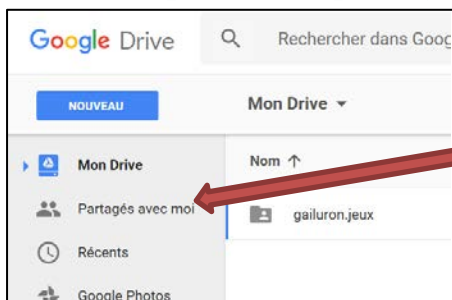 Google Drive
Rechercher dans Goog
NOUVEAU
Mon Drive
Mon Drive
Nom
Partagés avec moi
gailuron.jeux
Récents
Google Photos